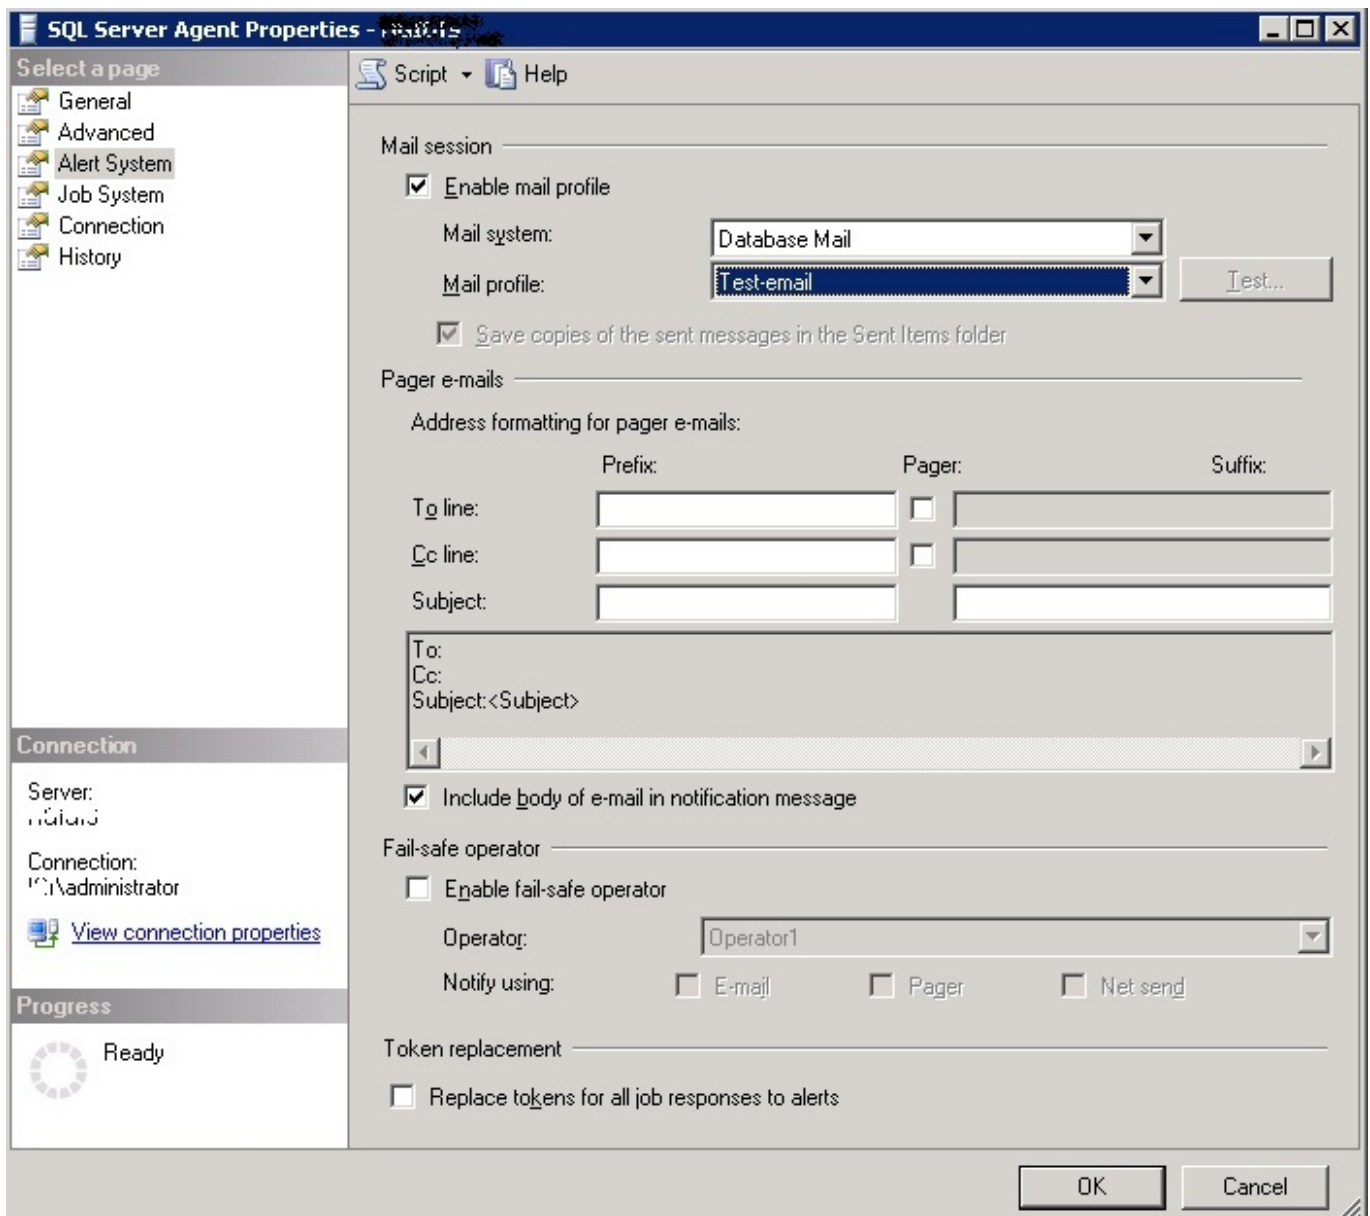 SQL Server Agent Properties -
Select a page
Script
Help
General
Advanced
Alert System
Job System
Connection
History
Mail session
Enable mail profile
Mail system:
Database Mail
Mail profile:
Test-email
Test...
Save copies of the sent messages in the Sent Items folder
Pager e-mails
Address formatting for pager e-mails:
Prefix:
Pager:
Suffix:
To line:
Cc line:
Subject:
To:
Cc:
Subject:<Subject>
Include body of e-mail in notification message
Fail-safe operator
Enable fail-safe operator
Operator:
Operator1
Notify using:
E-mail
Pager
Net send
Token replacement
Replace tokens for all job responses to alerts
Connection
Server:
Connection:
\administrator
View connection properties
Progress
Ready
OK
Cancel